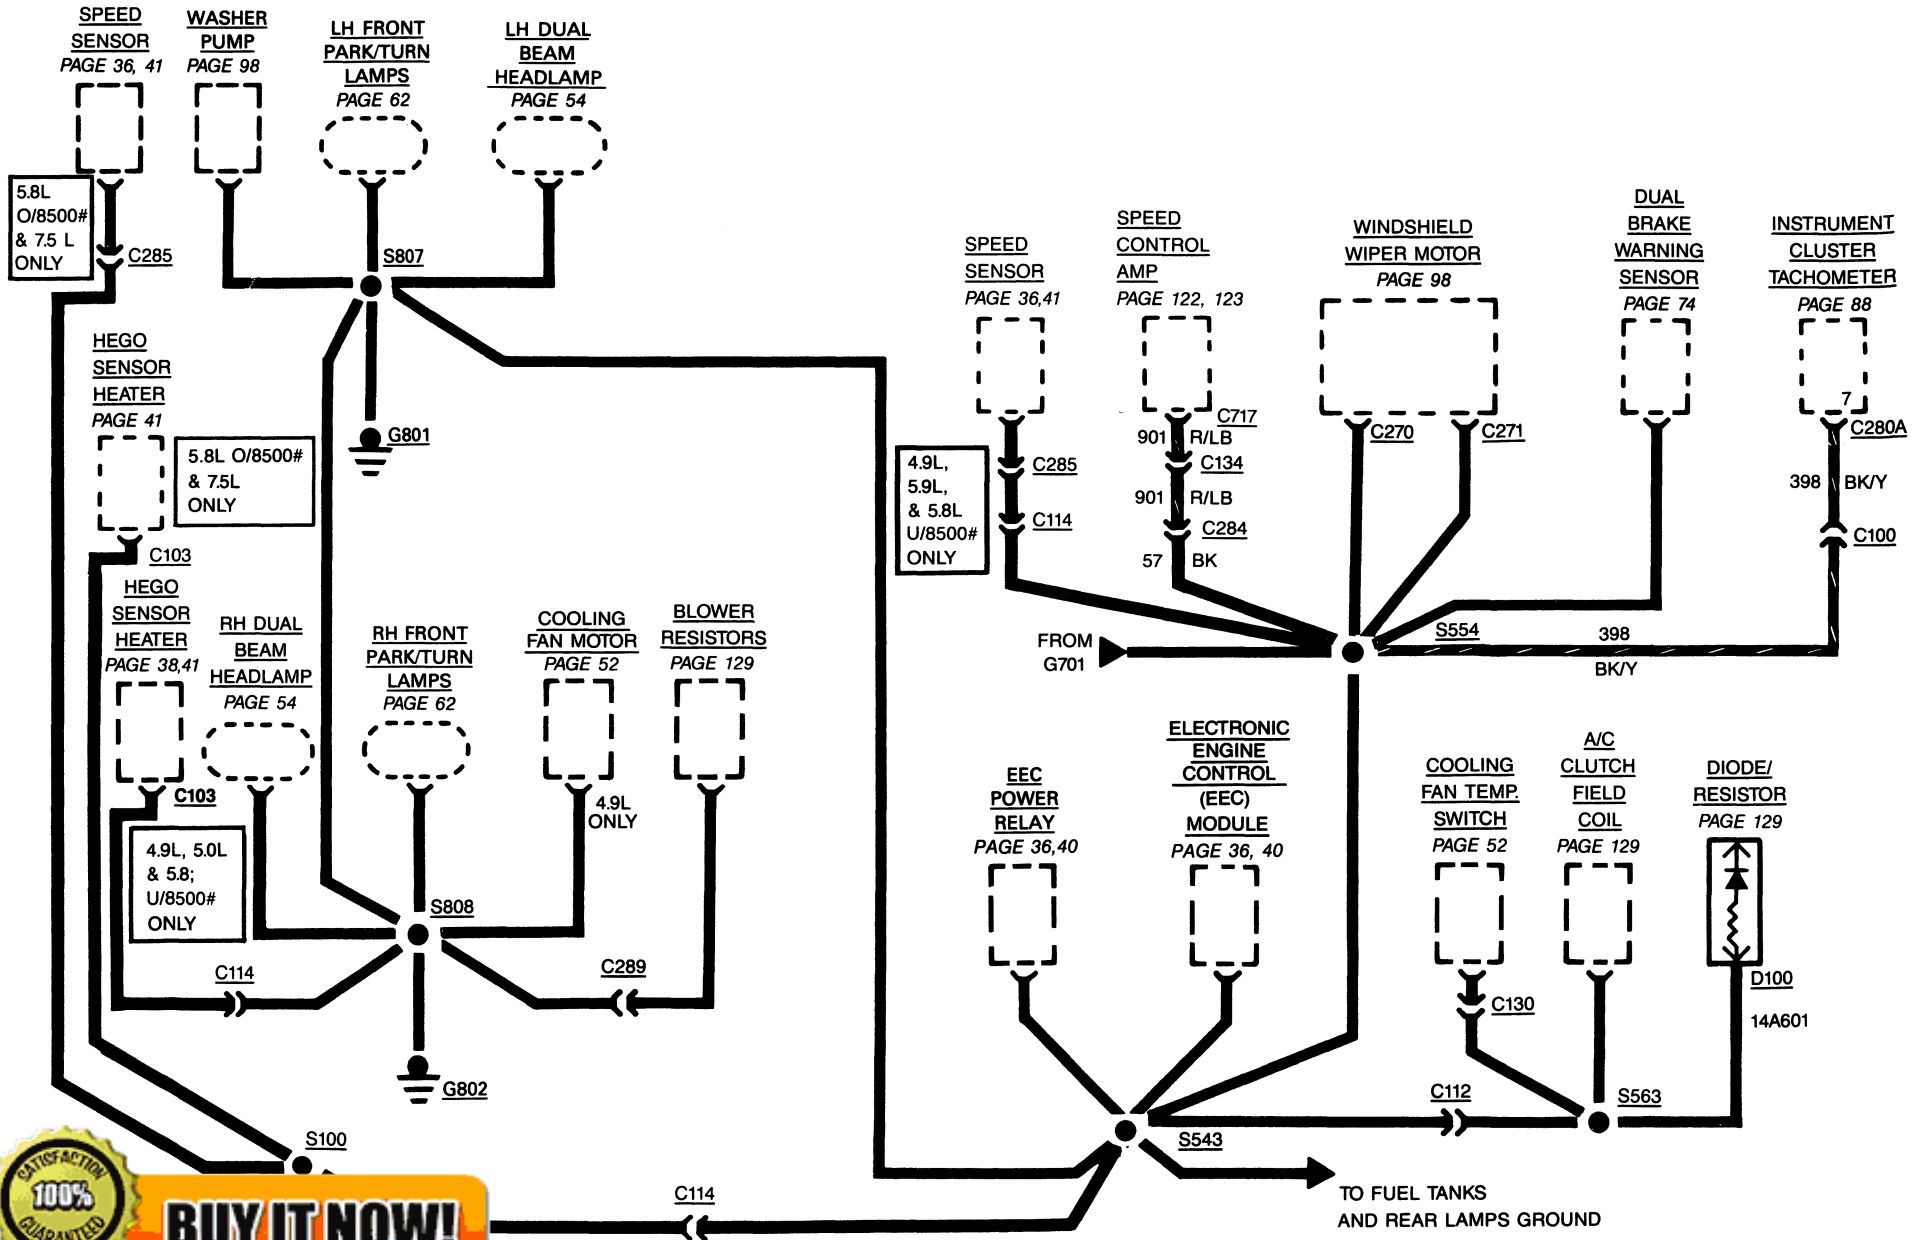 SPEED
SENSOR
PAGE 36, 41
WASHER
PUMP
PAGE 98
LH FRONT
PARK/TURN
LAMPS
PAGE 62
LH DUAL
BEAM
HEADLAMP
PAGE 54
5.8L
O/8500#
& 7.5 L
ONLY
C285
S807
G801
HEGO
SENSOR
HEATER
PAGE 41
5.8L O/8500#
& 7.5L
ONLY
C103
HEGO
SENSOR
HEATER
PAGE 38,41
C103
4.9L, 5.0L
& 5.8;
U/8500#
ONLY
RH DUAL
BEAM
HEADLAMP
PAGE 54
RH FRONT
PARK/TURN
LAMPS
PAGE 62
COOLING
FAN MOTOR
PAGE 52
4.9L
ONLY
BLOWER
RESISTORS
PAGE 129
S808
C114
C289
G802
S100
C114
SPEED
SENSOR
PAGE 36,41
4.9L,
5.9L,
& 5.8L
U/8500#
ONLY
C285
C114
SPEED
CONTROL
AMP
PAGE 122, 123
C717
901 R/LB
C134
901 R/LB
C284
57 BK
WINDSHIELD
WIPER MOTOR
PAGE 98
C270
C271
DUAL
BRAKE
WARNING
SENSOR
PAGE 74
INSTRUMENT
CLUSTER
TACHOMETER
PAGE 88
7
C280A
398 BK/Y
C100
FROM
G701
S554
398
BK/Y
EEC
POWER
RELAY
PAGE 36,40
ELECTRONIC
ENGINE
CONTROL
(EEC)
MODULE
PAGE 36, 40
COOLING
FAN TEMP.
SWITCH
PAGE 52
C130
A/C
CLUTCH
FIELD
COIL
PAGE 129
DIODE/
RESISTOR
PAGE 129
D100
14A601
C112
S563
S543
TO FUEL TANKS
AND REAR LAMPS GROUND
SATISFACTION
100%
GUARANTEED
BUY IT NOW!